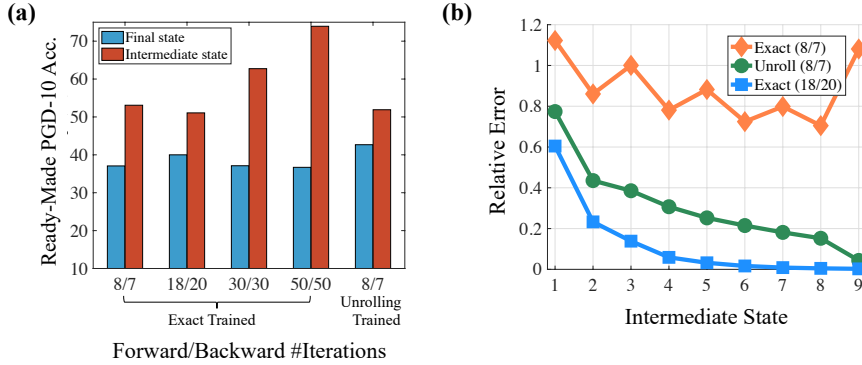 (a)
Ready-Made PGD-10 Acc.
70
60
50
40
30
20
10
Final state
Intermediate state
8/7 18/20 30/30 50/50 8/7
Exact Trained
Unrolling
Trained
Forward/Backward #Iterations
(b)
Relative Error
1.2
1
0.8
0.6
0.4
0.2
0
Exact (8/7)
Unroll (8/7)
Exact (18/20)
1 2 3 4 5 6 7 8 9
Intermediate State